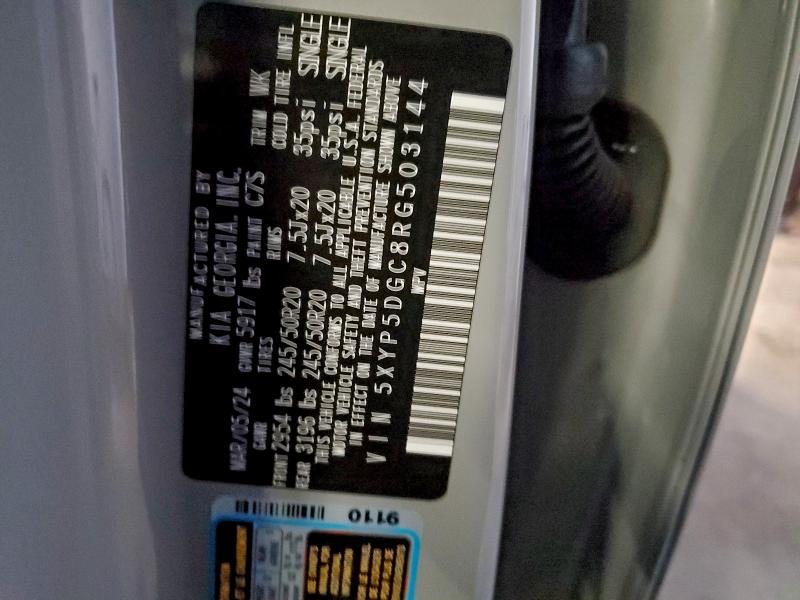 MANUFACTURED BY
KIA GEORGIA, INC.
MAR/05/24 GVWR 5917 lbs PAINT C7S TRIM WK
GAWR TIRES RIMS COLD TIRE INFL
FRONT 2954 lbs 245/50R20 7.5Jx20 35psi SINGLE
REAR 3196 lbs 245/50R20 7.5Jx20 35psi SINGLE
THIS VEHICLE CONFORMS TO ALL APPLICABLE U.S.A. FEDERAL
MOTOR VEHICLE SAFETY AND THEFT PREVENTION STANDARDS
IN EFFECT ON THE DATE OF MANUFACTURE SHOWN ABOVE
VIN 5XYP5DGC8RG503144
MPV
9110